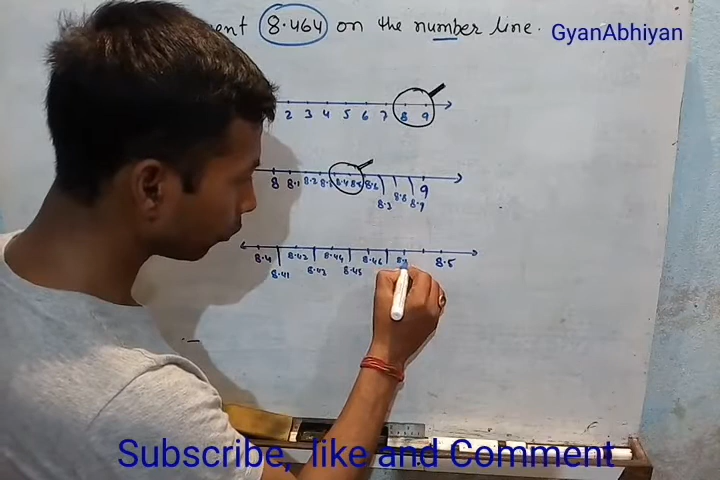 ent 8.464 on the number line. GyanAbhiyan
2 3 4 5 6 7 8 9
8 8.1 8.2 8.3 8.4 8.5 8.6 8.8 9
8.3 8.9
8.4 8.42 8.44 8.46 8.5
8.41 8.43 8.45
Subscribe, like and Comment